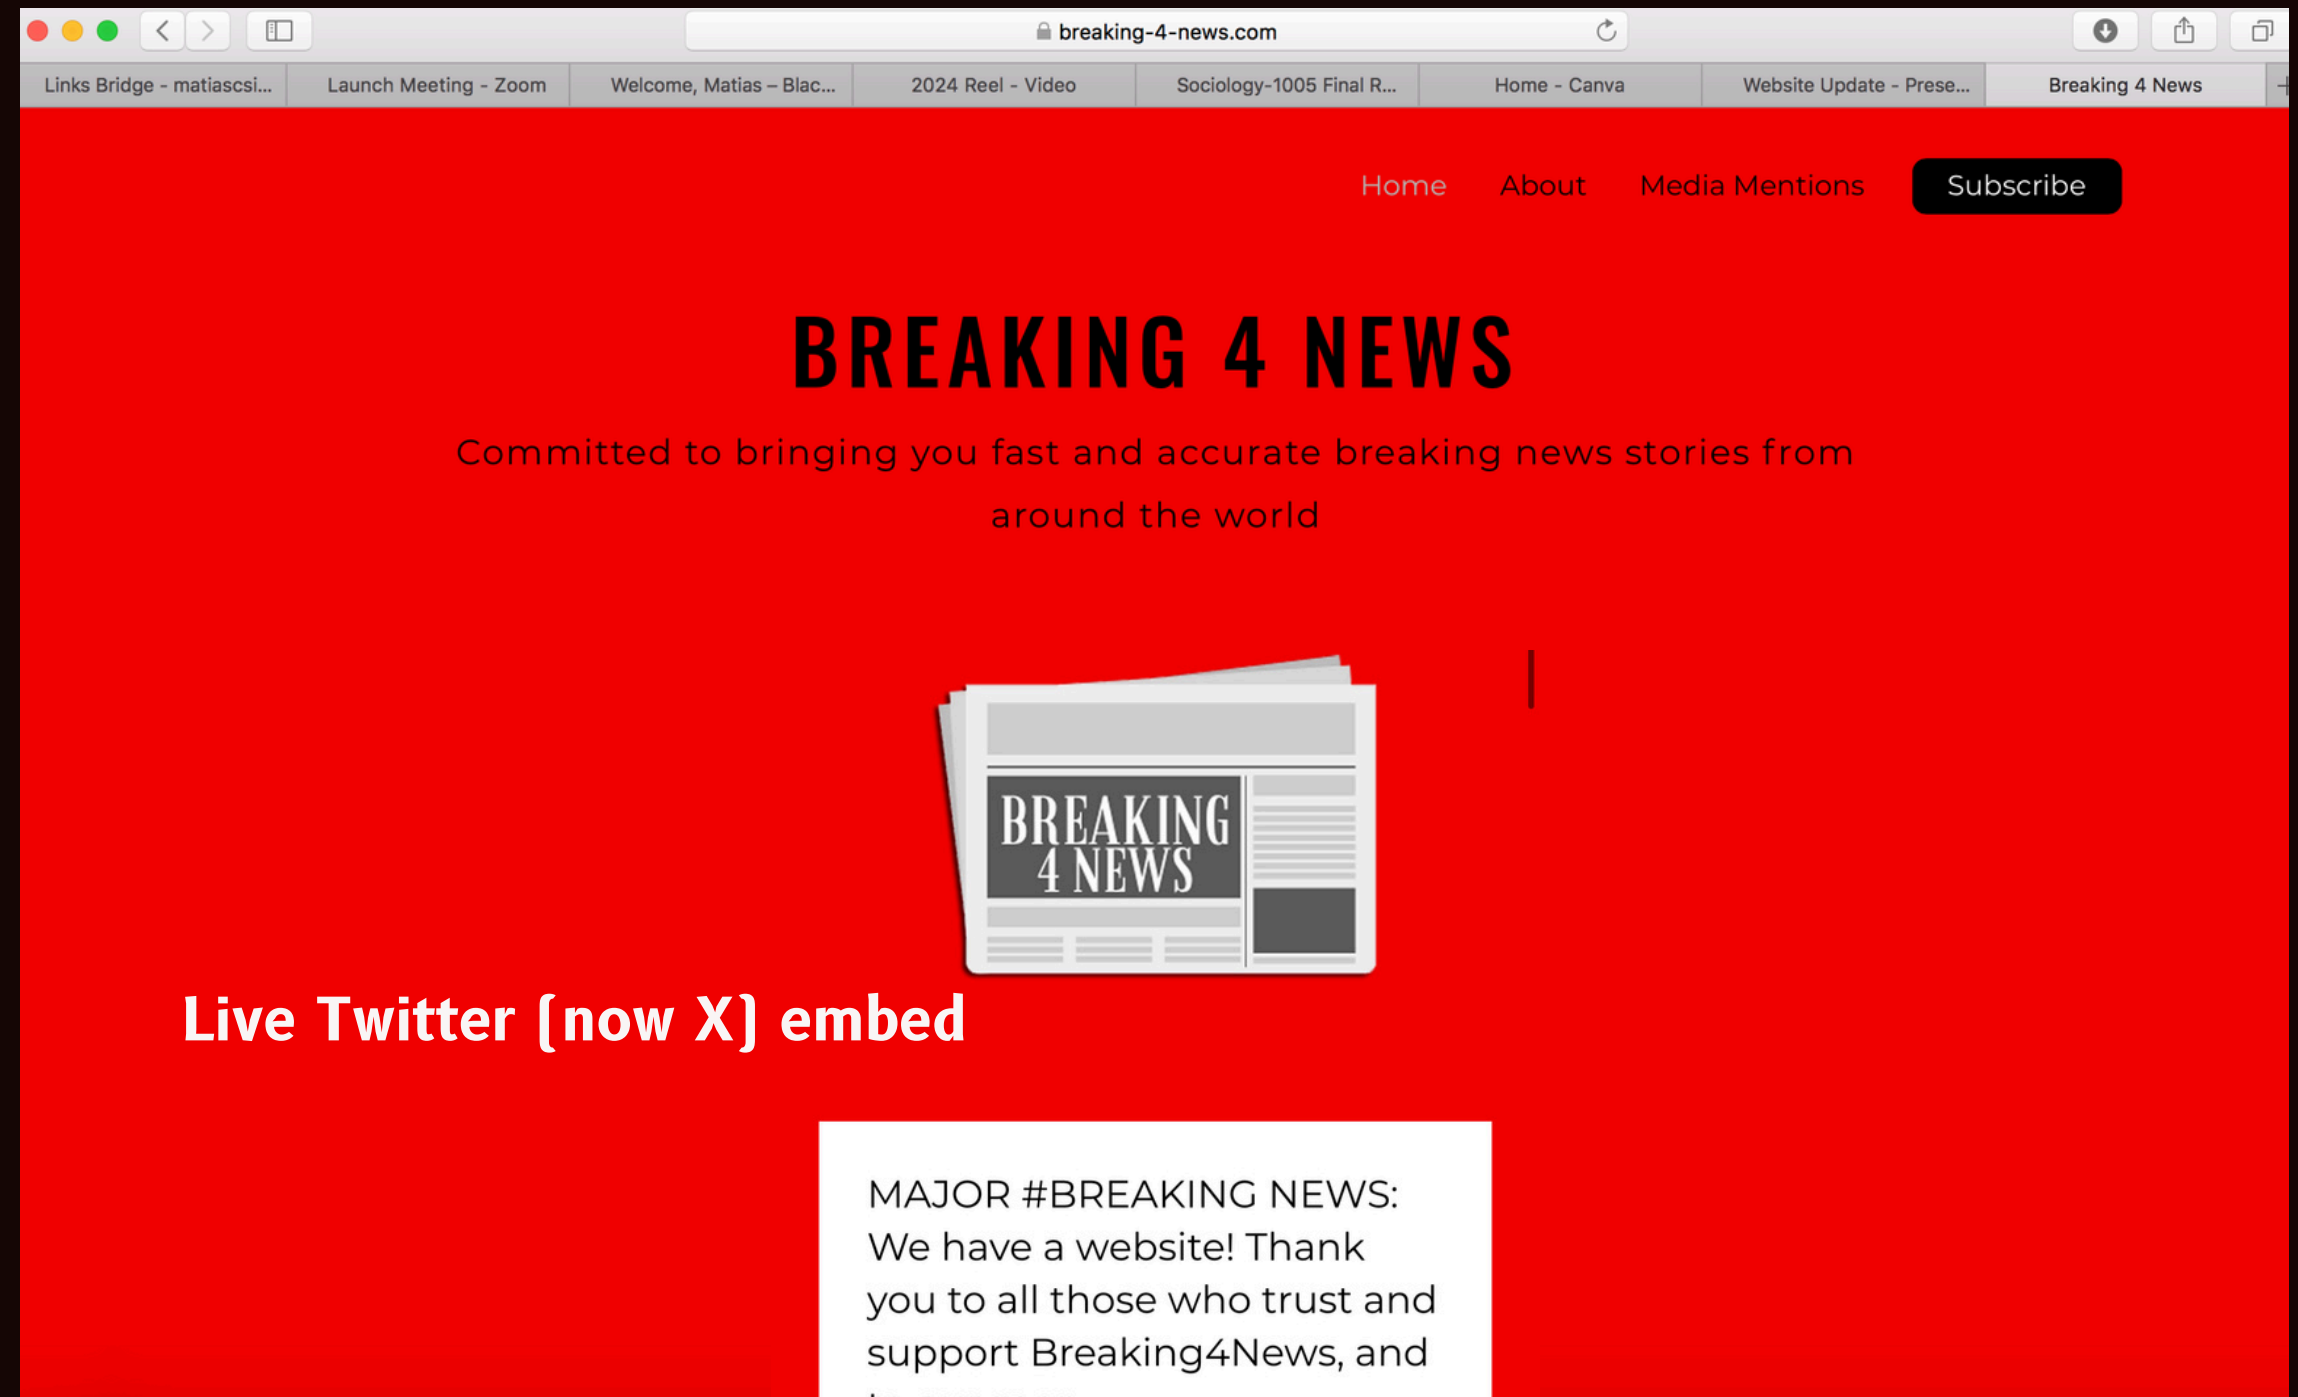 breaking-4-news.com
Links Bridge - matiascsi...
Launch Meeting - Zoom
Welcome, Matias – Blac...
2024 Reel - Video
Sociology-1005 Final R...
Home - Canva
Website Update - Prese...
Breaking 4 News
Home
About
Media Mentions
Subscribe
BREAKING 4 NEWS
Committed to bringing you fast and accurate breaking news stories from
around the world
BREAKING
4 NEWS
Live Twitter (now X) embed
MAJOR #BREAKING NEWS:
We have a website! Thank
you to all those who trust and
support Breaking4News, and